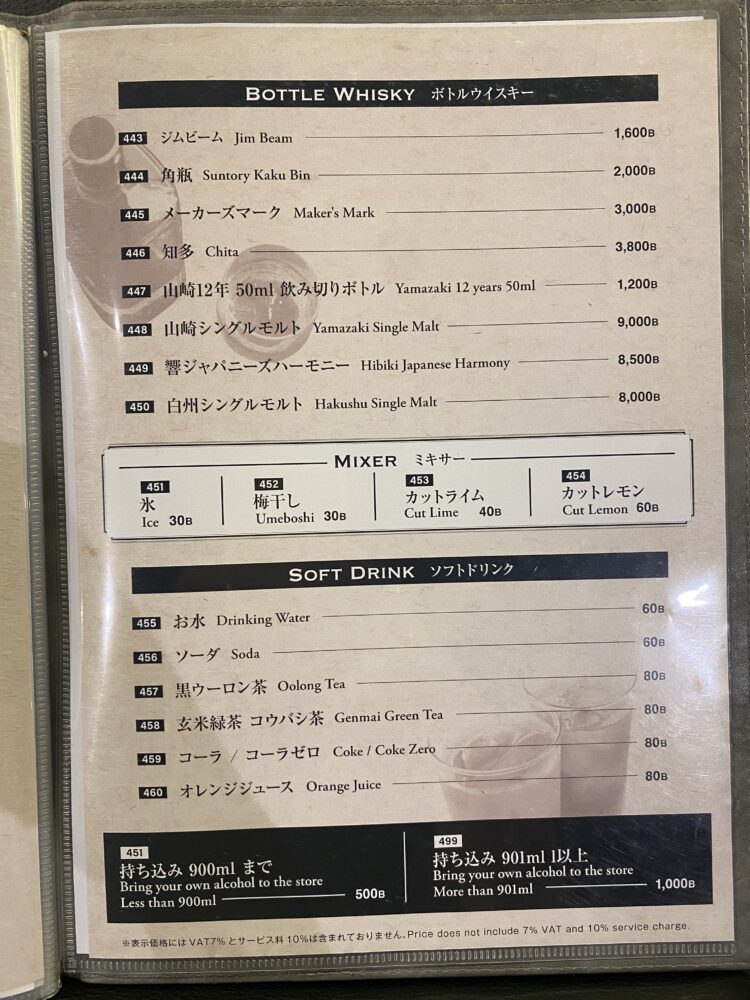 BOTTLE WHISKY ボトルウイスキー
443 ジムビーム Jim Beam 1,600B
444 角瓶 Suntory Kaku Bin 2,000B
445 メーカーズマーク Maker's Mark 3,000B
446 知多 Chita 3,800B
447 山崎12年 50ml 飲み切りボトル Yamazaki 12 years 50ml 1,200B
448 山崎シングルモルト Yamazaki Single Malt 9,000B
449 響ジャパニーズハーモニー Hibiki Japanese Harmony 8,500B
450 白州シングルモルト Hakushu Single Malt 8,000B
MIXER ミキサー
451 氷 Ice 30B
452 梅干し Umeboshi 30B
453 カットライム Cut Lime 40B
454 カットレモン Cut Lemon 60B
SOFT DRINK ソフトドリンク
455 お水 Drinking Water 60B
456 ソーダ Soda 60B
457 黒ウーロン茶 Oolong Tea 80B
458 玄米緑茶 コウバシ茶 Genmai Green Tea 80B
459 コーラ / コーラゼロ Coke / Coke Zero 80B
460 オレンジジュース Orange Juice 80B
451
持ち込み 900ml まで
Bring your own alcohol to the store
Less than 900ml 500B
499
持ち込み 901ml 1以上
Bring your own alcohol to the store
More than 901ml 1,000B
※表示価格にはVAT7%とサービス料10%は含まれておりません。Price does not include 7% VAT and 10% service charge.